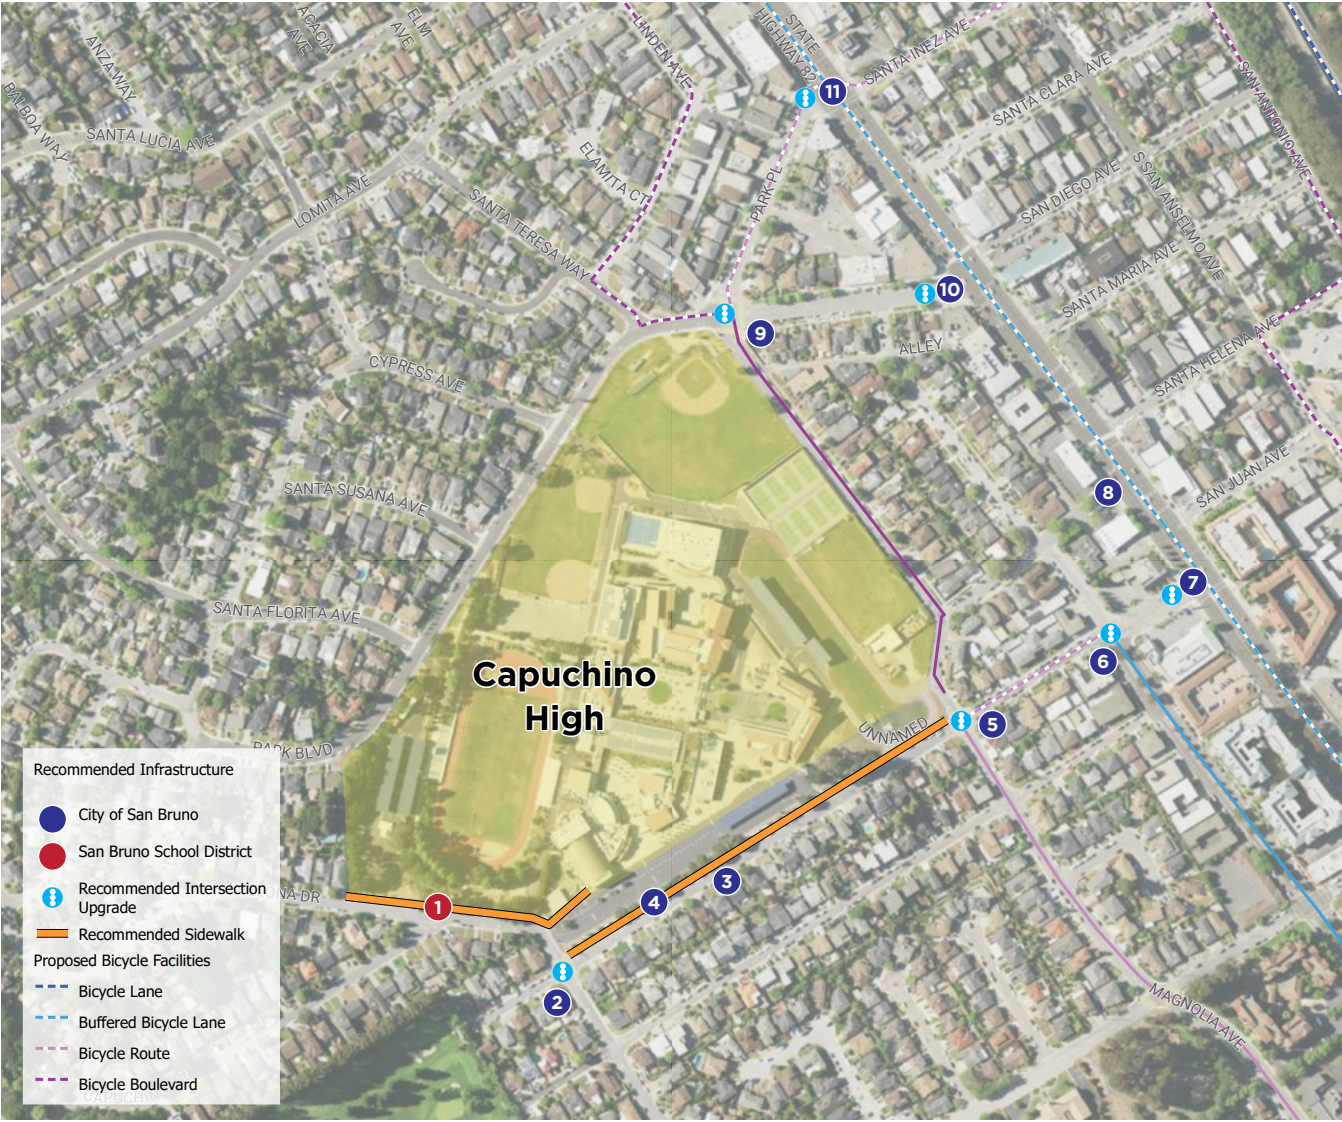 ACACIA
AVE
ELM
AVE
ANZA WAY
BALBOA WAY
SANTA LUCIA AVE
LOMITA AVE
LINDEN AVE
STATE
HIGHWAY 82
SANTA INEZ AVE
11
SANTA CLARA AVE
SAN ANTONIO AVE
ELAMITA CT
SANTA TERESA WAY
PARK PL
SAN DIEGO AVE
S SAN ANSELMO AVE
SANTA MARIA AVE
10
9
ALLEY
SANTA HELENA AVE
CYPRESS AVE
SANTA SUSANA AVE
8
SAN JUAN AVE
SANTA FLORITA AVE
7
6
Capuchino
High
5
UNNAMED
PARK BLVD
3
4
1
2
ONA DR
MAGNOLIA AVE
Recommended Infrastructure
City of San Bruno
San Bruno School District
Recommended Intersection
Upgrade
Recommended Sidewalk
Proposed Bicycle Facilities
Bicycle Lane
Buffered Bicycle Lane
Bicycle Route
Bicycle Boulevard